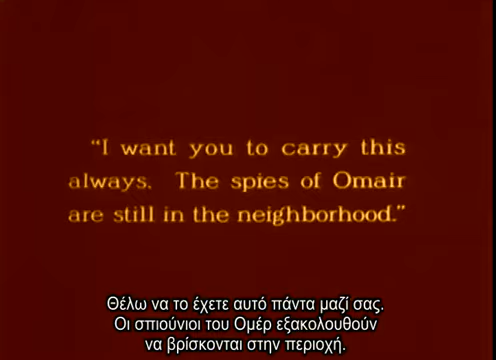 “I want you to carry this
always. The spies of Omair
are still in the neighborhood.”
Θέλω να το έχετε αυτό πάντα μαζί σας.
Οι σπιούνιοι του Ομέρ εξακολουθούν
να βρίσκονται στην περιοχή.